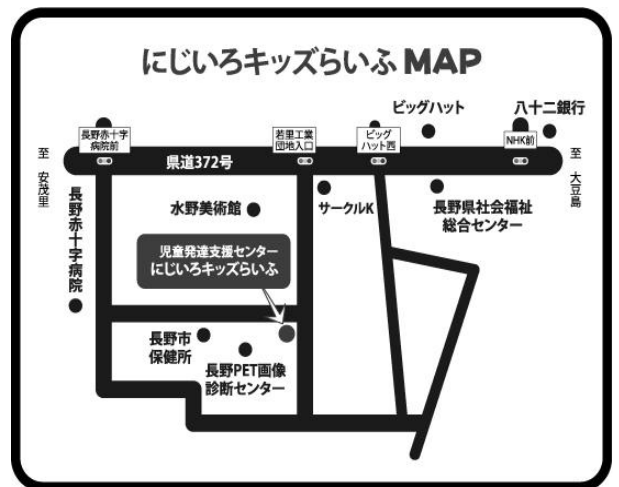 にじいろキッズらいふ MAP
ビッグハット
八十二銀行
長野赤十字
病院前
若里工業
団地入口
ビッグ
ハット西
NHK前
至 安茂里
県道372号
至 大豆島
長野赤十字病院
水野美術館
サークルK
長野県社会福祉
総合センター
児童発達支援センター
にじいろキッズらいふ
長野市
保健所
長野PET画像
診断センター